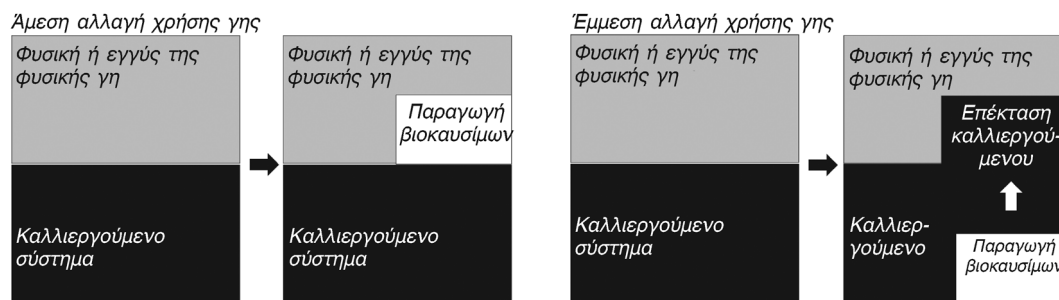 Άμεση αλλαγή χρήσης γης
Φυσική ή εγγύς της
φυσικής γη
Καλλιεργούμενο
σύστημα
Φυσική ή εγγύς της
φυσικής γη
Παραγωγή
βιοκαυσίμων
Καλλιεργούμενο
σύστημα
Έμμεση αλλαγή χρήσης γης
Φυσική ή εγγύς της
φυσικής γη
Καλλιεργούμενο
σύστημα
Φυσική ή εγγύς της
φυσικής γη
Επέκταση
καλλιεργού-
μενου
Καλλιερ-
γούμενο
Παραγωγή
βιοκαυσίμων